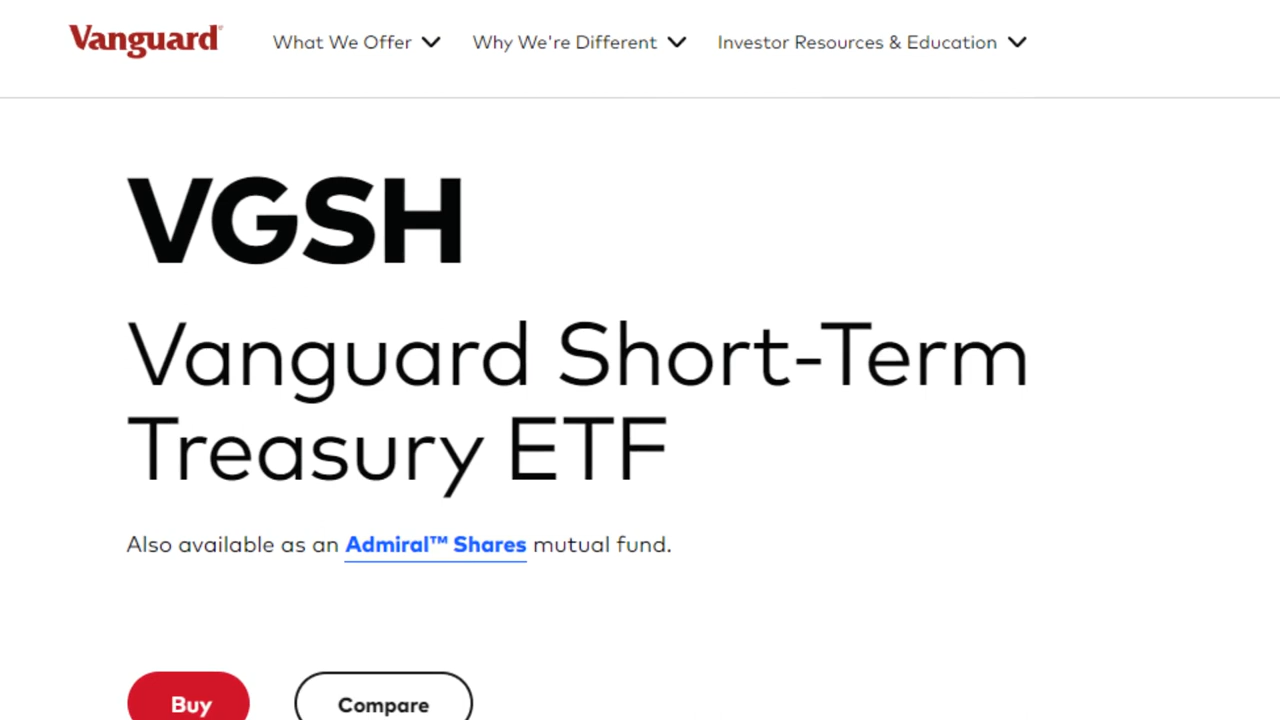 Vanguard®
What We Offer Why We're Different Investor Resources & Education
VGSH
Vanguard Short-Term
Treasury ETF
Also available as an Admiral™ Shares mutual fund.
Buy Compare